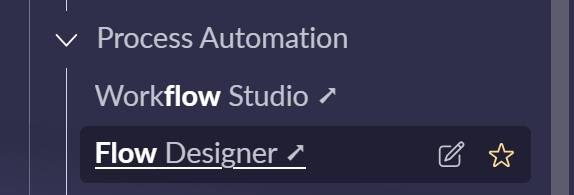 Process Automation
Workflow Studio ↗
Flow Designer ↗